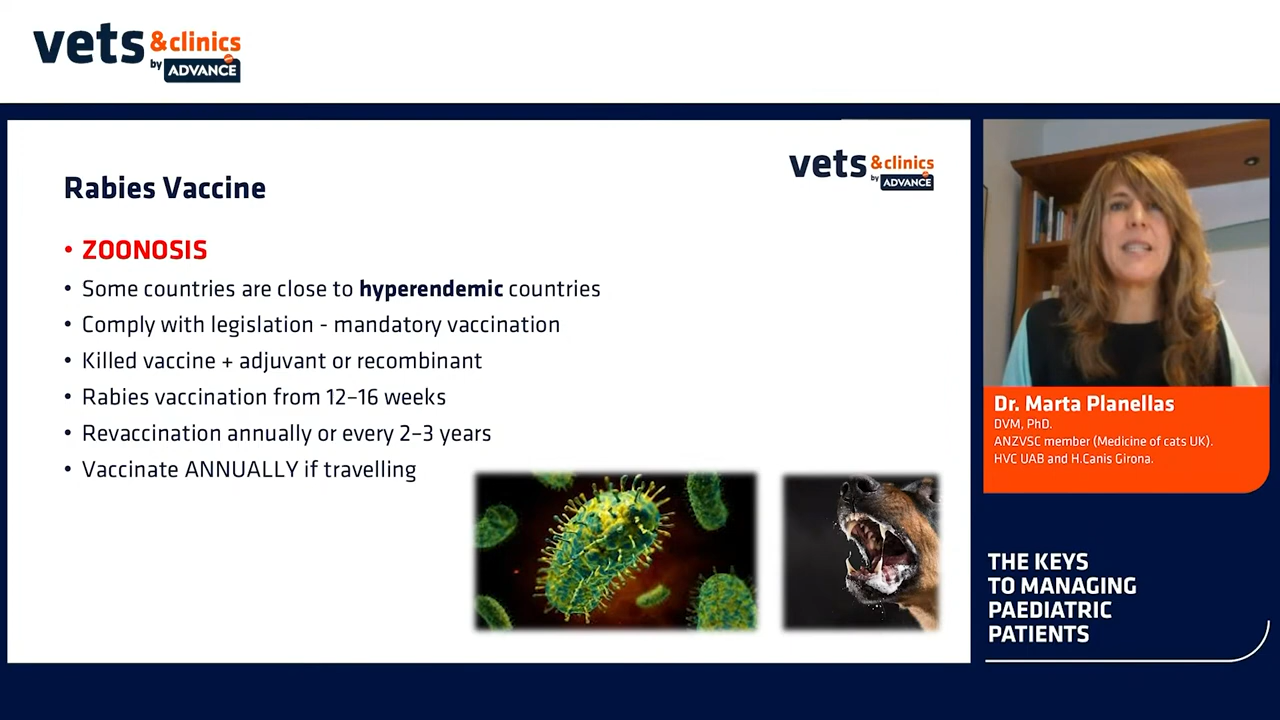 vets &clinics
by ADVANCE
vets &clinics
by ADVANCE
Rabies Vaccine
• ZOONOSIS
• Some countries are close to hyperendemic countries
• Comply with legislation - mandatory vaccination
• Killed vaccine + adjuvant or recombinant
• Rabies vaccination from 12–16 weeks
• Revaccination annually or every 2–3 years
• Vaccinate ANNUALLY if travelling
Dr. Marta Planellas
DVM, PhD.
ANZVSC member (Medicine of cats UK).
HVC UAB and H.Canis Girona.
THE KEYS
TO MANAGING
PAEDIATRIC
PATIENTS